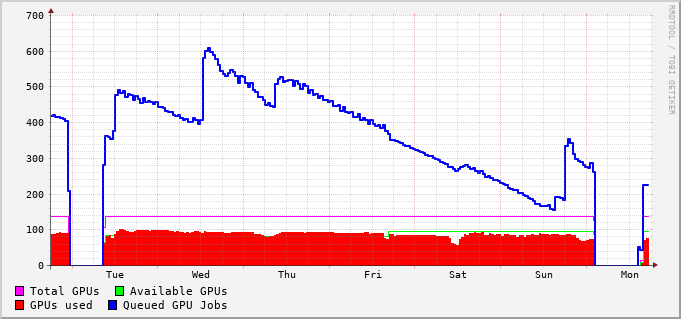 700
600
500
400
300
200
100
0
Tue Wed Thu Fri Sat Sun Mon
Total GPUs Available GPUs
GPUs used Queued GPU Jobs
RRDTOOL / TOBI OETIKER